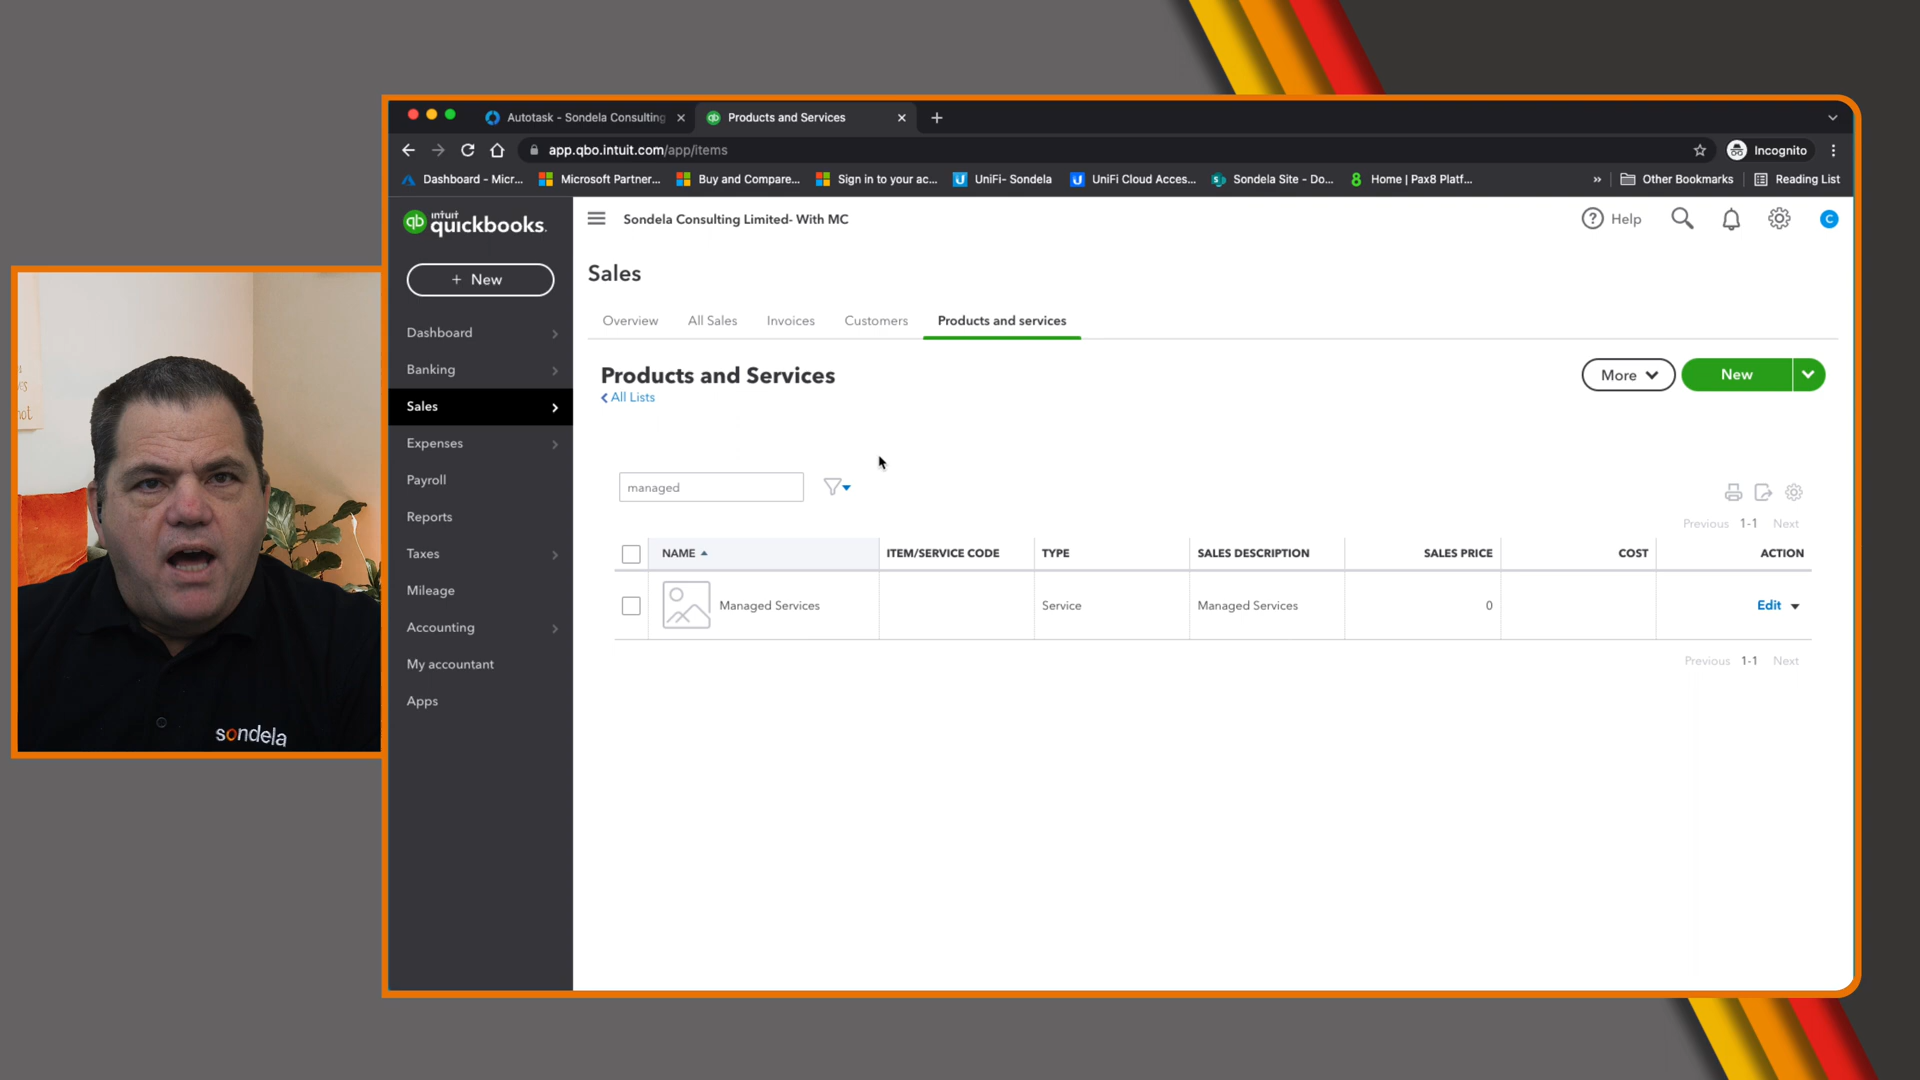 Autotask - Sondela Consulting
Products and Services
app.qbo.intuit.com/app/items
Incognito
Dashboard - Micr...
Microsoft Partner...
Buy and Compare...
Sign in to your ac...
UniFi- Sondela
UniFi Cloud Acces...
Sondela Site - Do...
Home | Pax8 Platf...
»
Other Bookmarks
Reading List
intuit
quickbooks.
Sondela Consulting Limited- With MC
Help
C
+ New
Dashboard
Banking
Sales
Expenses
Payroll
Reports
Taxes
Mileage
Accounting
My accountant
Apps
Sales
Overview All Sales Invoices Customers Products and services
Products and Services
All Lists
More
New
managed
Previous 1-1 Next
NAME ITEM/SERVICE CODE TYPE SALES DESCRIPTION SALES PRICE COST ACTION
Managed Services Service Managed Services 0 Edit
Previous 1-1 Next
sondela